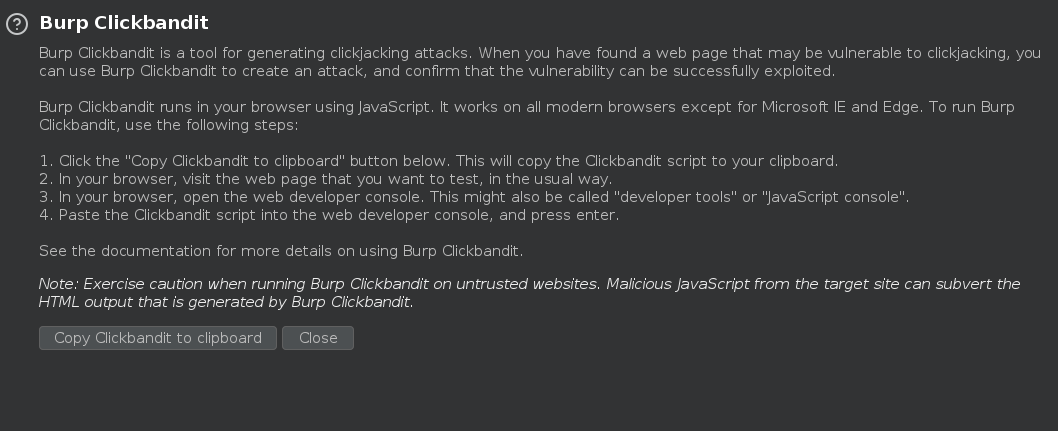 Burp Clickbandit
Burp Clickbandit is a tool for generating clickjacking attacks. When you have found a web page that may be vulnerable to clickjacking, you
can use Burp Clickbandit to create an attack, and confirm that the vulnerability can be successfully exploited.
Burp Clickbandit runs in your browser using JavaScript. It works on all modern browsers except for Microsoft IE and Edge. To run Burp
Clickbandit, use the following steps:
1. Click the "Copy Clickbandit to clipboard" button below. This will copy the Clickbandit script to your clipboard.
2. In your browser, visit the web page that you want to test, in the usual way.
3. In your browser, open the web developer console. This might also be called "developer tools" or "JavaScript console".
4. Paste the Clickbandit script into the web developer console, and press enter.
See the documentation for more details on using Burp Clickbandit.
Note: Exercise caution when running Burp Clickbandit on untrusted websites. Malicious JavaScript from the target site can subvert the
HTML output that is generated by Burp Clickbandit.
Copy Clickbandit to clipboard Close